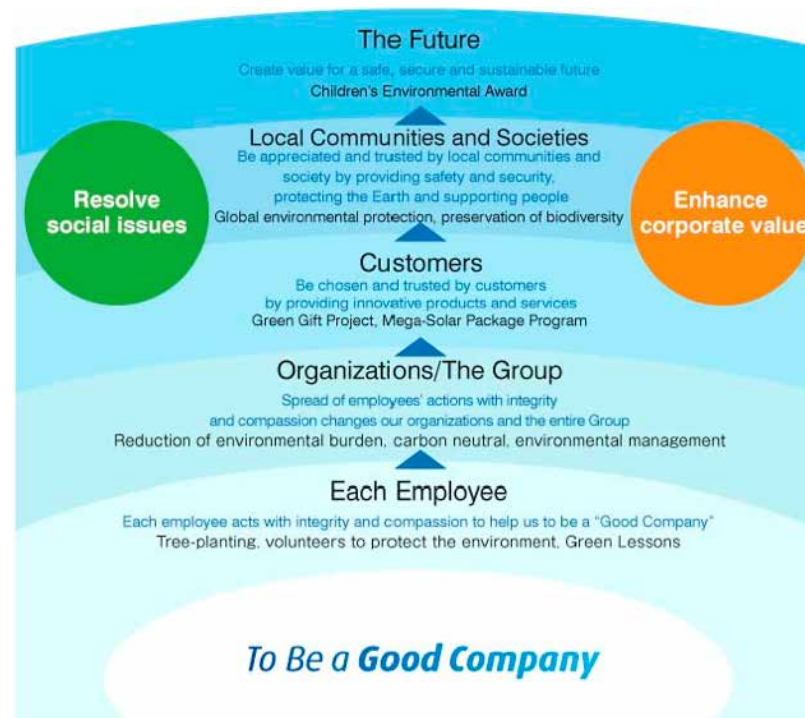 The Future
Create value for a safe, secure and sustainable future
Children's Environmental Award
Local Communities and Societies
Be appreciated and trusted by local communities and
society by providing safety and security,
protecting the Earth and supporting people
Global environmental protection, preservation of biodiversity
Resolve
social issues
Enhance
corporate value
Customers
Be chosen and trusted by customers
by providing innovative products and services
Green Gift Project, Mega-Solar Package Program
Organizations/The Group
Spread of employees' actions with integrity
and compassion changes our organizations and the entire Group
Reduction of environmental burden, carbon neutral, environmental management
Each Employee
Each employee acts with integrity and compassion to help us to be a "Good Company"
Tree-planting, volunteers to protect the environment, Green Lessons
To Be a Good Company